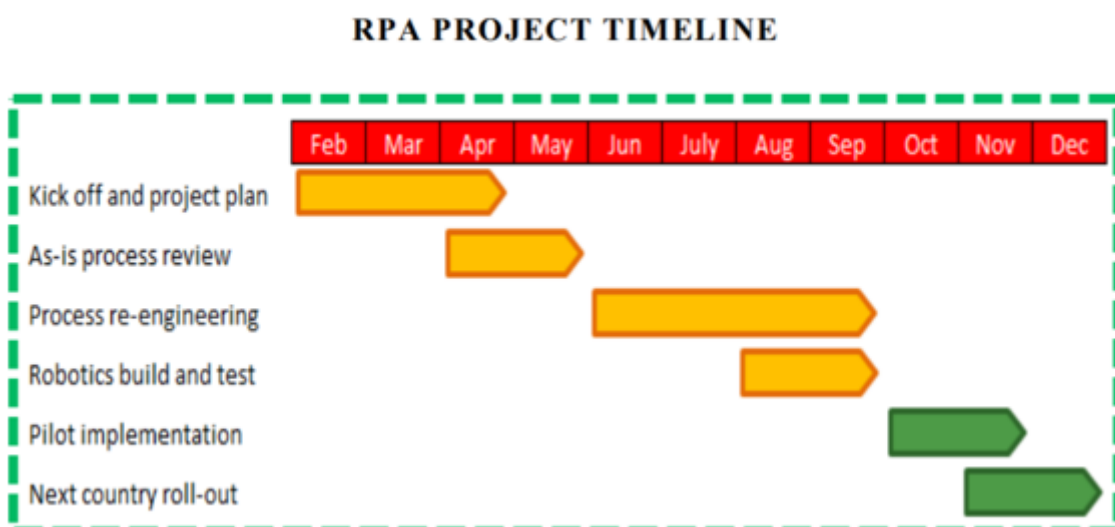 RPA PROJECT TIMELINE
Feb Mar Apr May Jun July Aug Sep Oct Nov Dec
Kick off and project plan
As-is process review
Process re-engineering
Robotics build and test
Pilot implementation
Next country roll-out